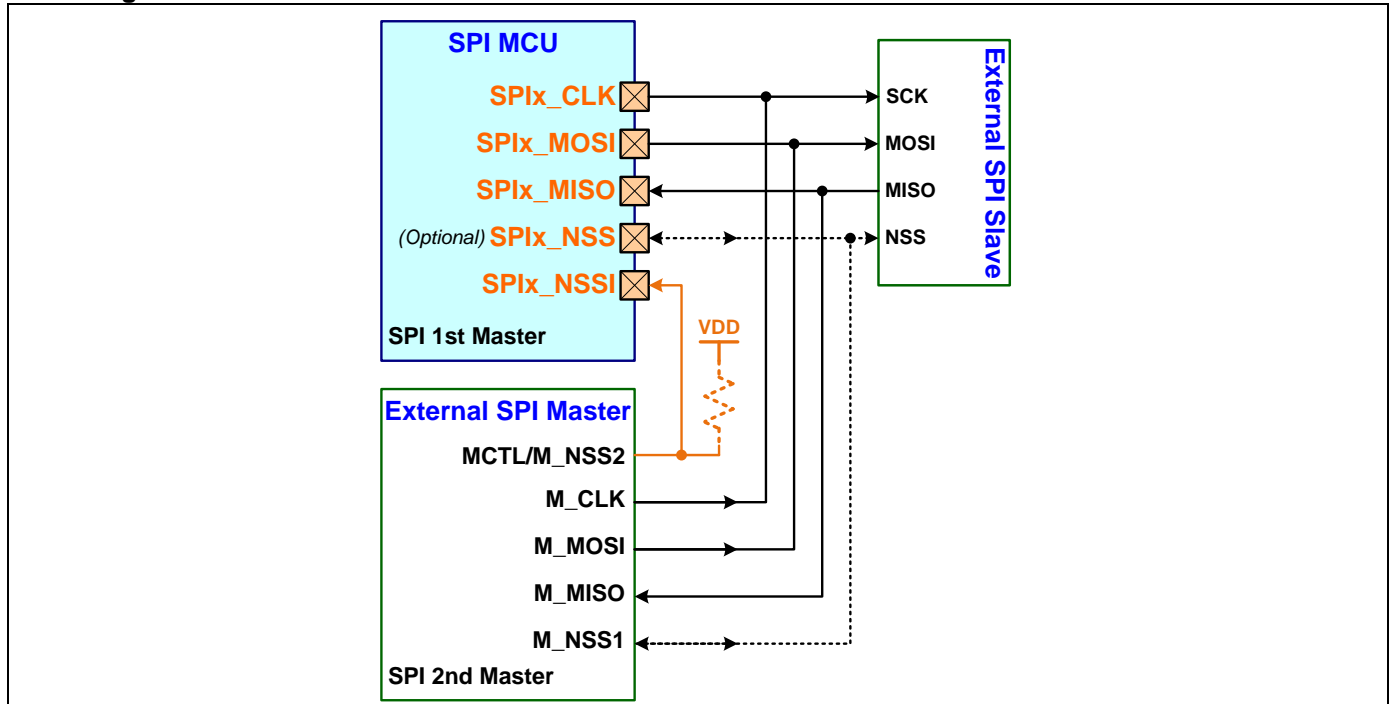 SPI MCU
SPIx_CLK
SPIx_MOSI
SPIx_MISO
(Optional) SPIx_NSS
SPIx_NSSI
SPI 1st Master
SCK
MOSI
MISO
NSS
External SPI Slave
VDD
External SPI Master
MCTL/M_NSS2
M_CLK
M_MOSI
M_MISO
M_NSS1
SPI 2nd Master